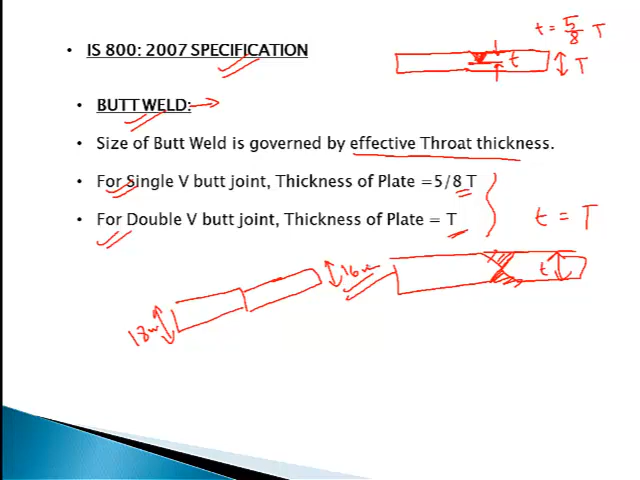 t = 5/8 T
• IS 800: 2007 SPECIFICATION
t
T
• BUTT WELD:
• Size of Butt Weld is governed by effective Throat thickness.
• For Single V butt joint, Thickness of Plate =5/8 T
• For Double V butt joint, Thickness of Plate = T
t = T
t